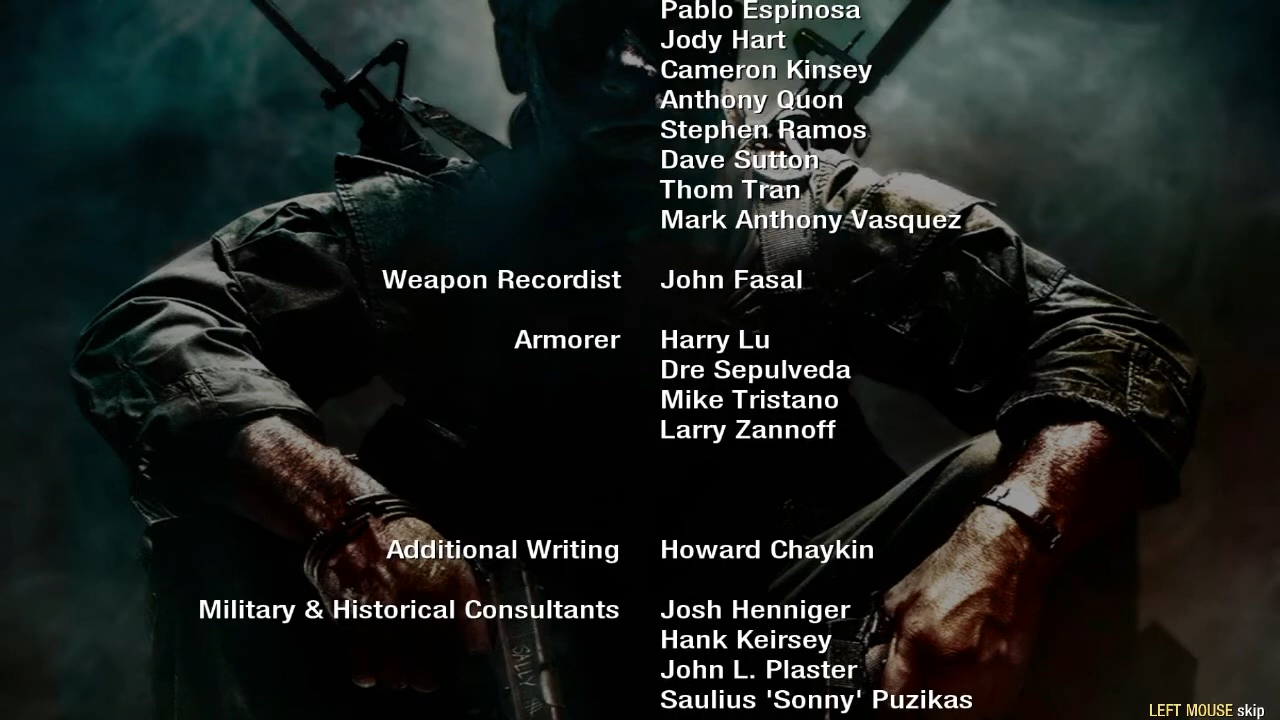 Pablo Espinosa
Jody Hart
Cameron Kinsey
Anthony Quon
Stephen Ramos
Dave Sutton
Thom Tran
Mark Anthony Vasquez
Weapon Recordist John Fasal
Armorer Harry Lu
Dre Sepulveda
Mike Tristano
Larry Zannoff
Additional Writing Howard Chaykin
Military & Historical Consultants Josh Henniger
Hank Keirsey
John L. Plaster
Saulius 'Sonny' Puzikas
SALLY
LEFT MOUSE skip